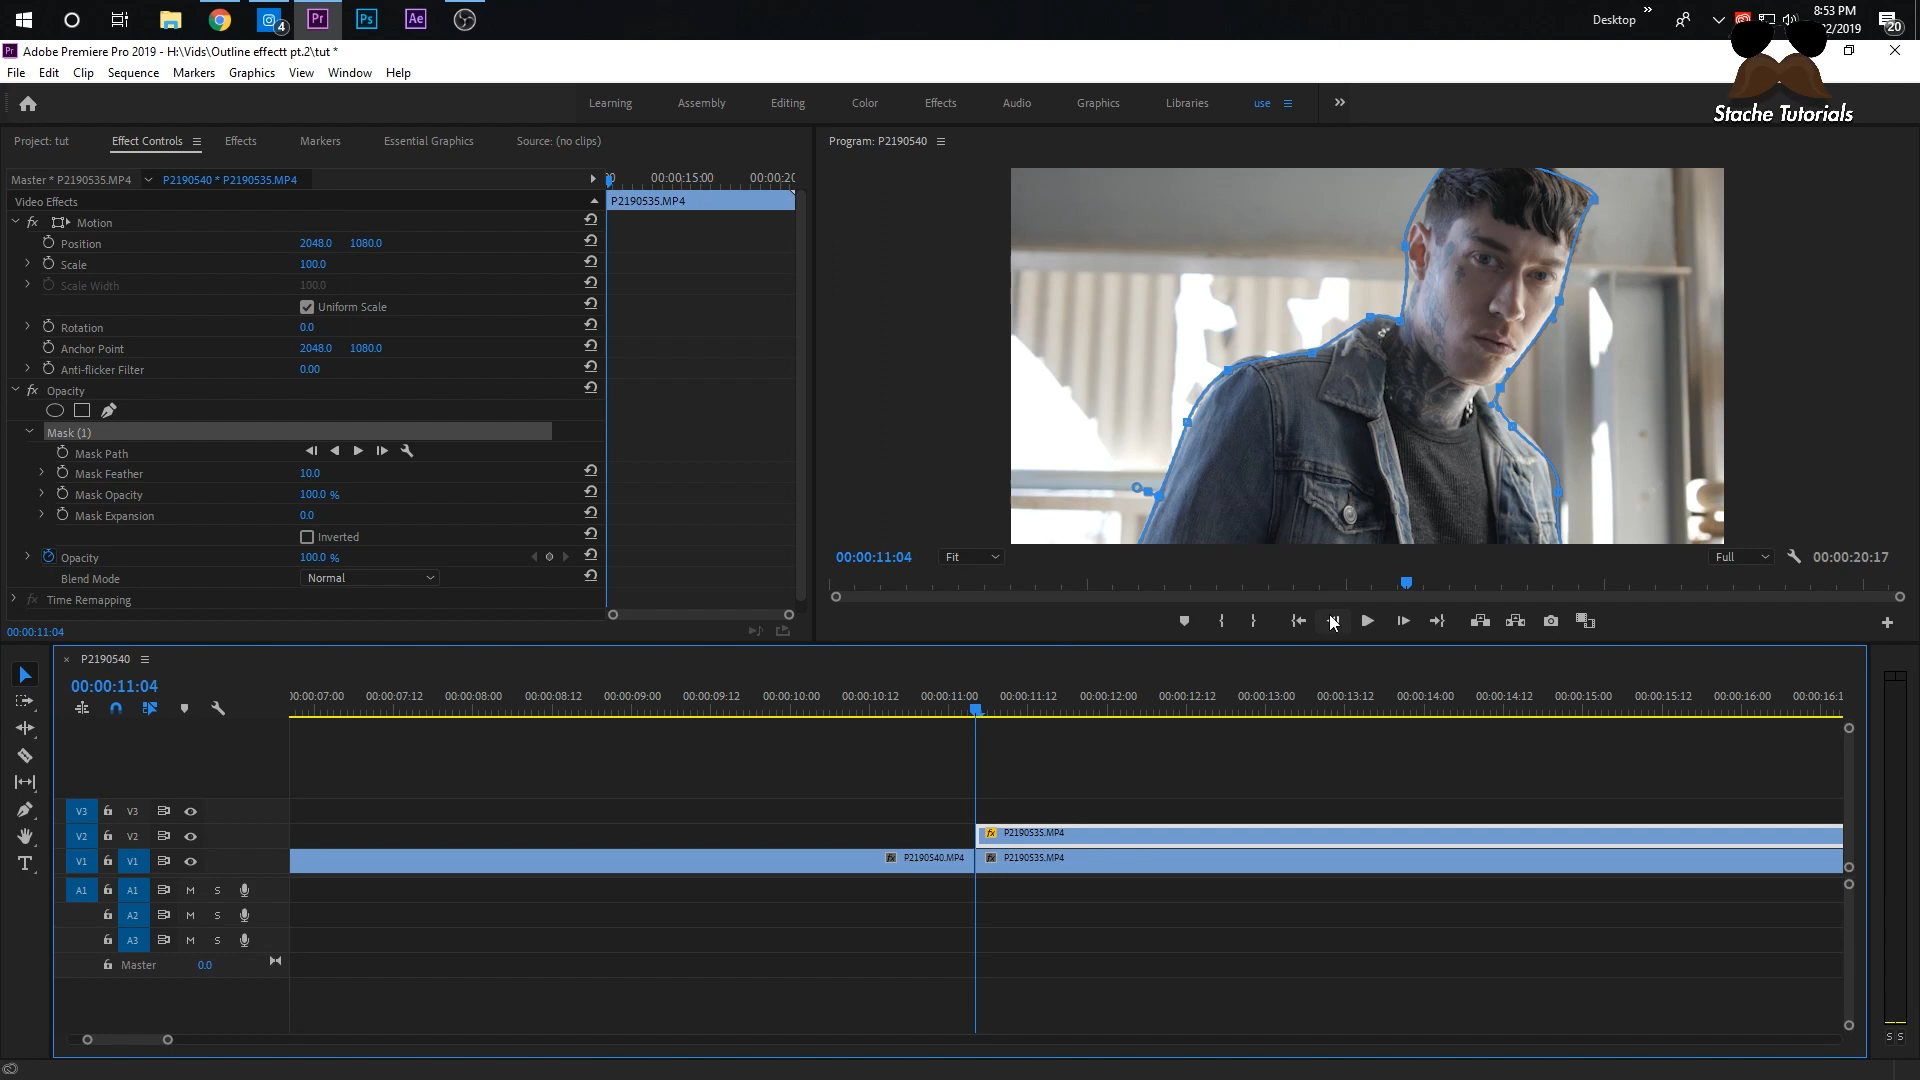 4
Pr
Ps
Ae
Desktop
8:53 PM
2/2019
20
Pr Adobe Premiere Pro 2019 - H:\Vids\Outline effectt pt.2\tut *
File Edit Clip Sequence Markers Graphics View Window Help
Stache Tutorials
Learning Assembly Editing Color Effects Audio Graphics Libraries use
Project: tut Effect Controls Effects Markers Essential Graphics Source: (no clips)
Program: P2190540
Master * P2190535.MP4 P2190540 * P2190535.MP4
00:00:15:00 00:00:20
Video Effects
P2190535.MP4
fx Motion
Position 2048.0 1080.0
Scale 100.0
Scale Width 100.0
Uniform Scale
Rotation 0.0
Anchor Point 2048.0 1080.0
Anti-flicker Filter 0.00
fx Opacity
Mask (1)
Mask Path
Mask Feather 10.0
Mask Opacity 100.0 %
Mask Expansion 0.0
Inverted
Opacity 100.0 %
Blend Mode Normal
fx Time Remapping
00:00:11:04
00:00:11:04 Fit Full 00:00:20:17
P2190540
00:00:11:04
00:00:07:00 00:00:07:12 00:00:08:00 00:00:08:12 00:00:09:00 00:00:09:12 00:00:10:00 00:00:10:12 00:00:11:00 00:00:11:12 00:00:12:00 00:00:12:12 00:00:13:00 00:00:13:12 00:00:14:00 00:00:14:12 00:00:15:00 00:00:15:12 00:00:16:00 00:00:16:1
V3 V3
V2 V2 fx P2190535.MP4
V1 V1 fx P2190540.MP4 fx P2190535.MP4
A1 A1 M S
A2 M S
A3 M S
Master 0.0
S S